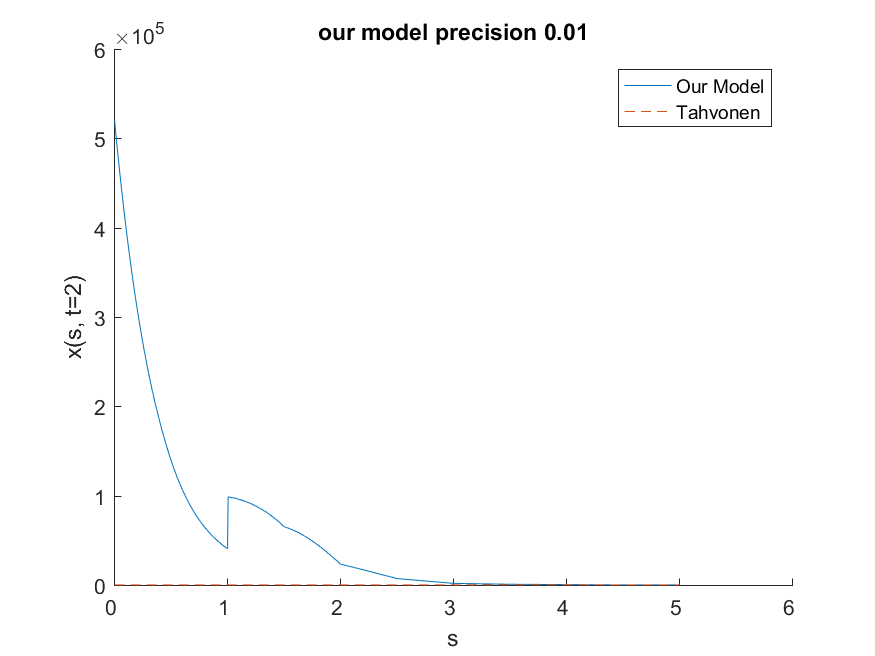 our model precision 0.01
×10^5
6
5
4
3
2
1
0
x(s, t=2)
Our Model
Tahvonen
0 1 2 3 4 5 6
s